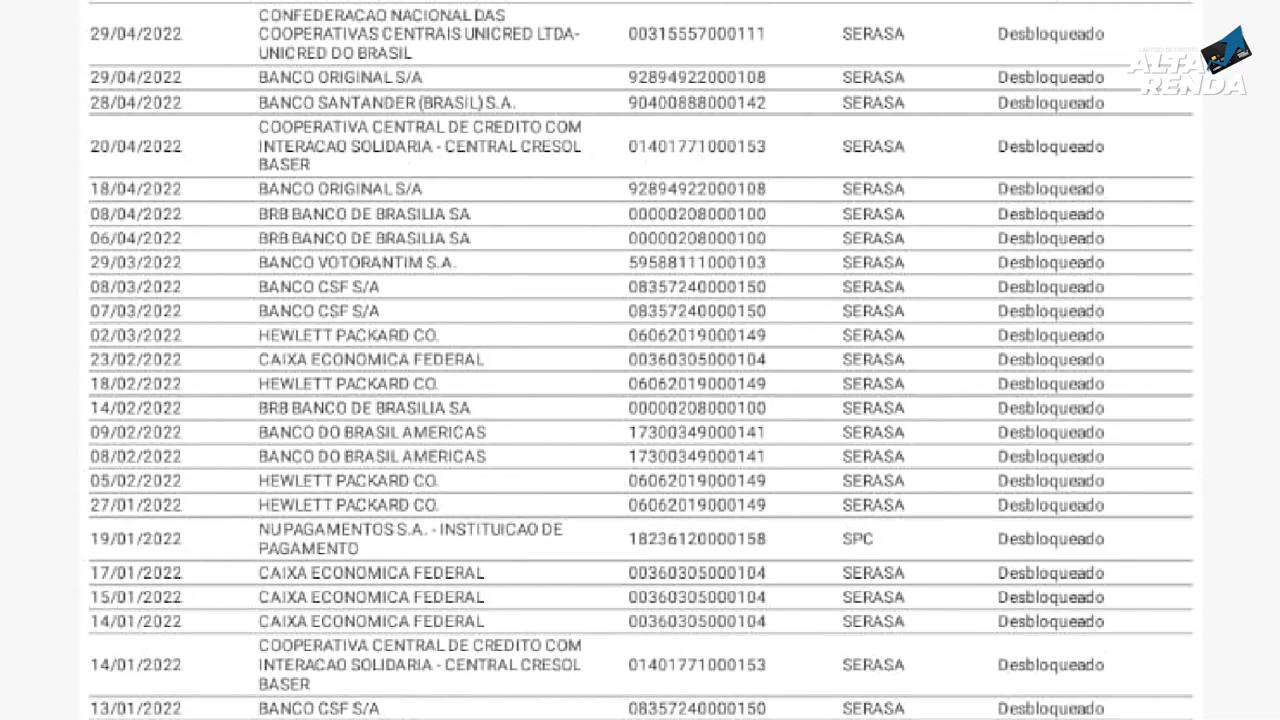 CONFEDERACAO NACIONAL DAS
29/04/2022 COOPERATIVAS CENTRAIS UNICRED LTDA- 00315557000111 SERASA Desbloqueado
UNICRED DO BRASIL
CARTÕES DE CRÉDITO
ALTA
RENDA
29/04/2022 BANCO ORIGINAL S/A 92894922000108 SERASA Desbloqueado
28/04/2022 BANCO SANTANDER (BRASIL) S.A. 90400888000142 SERASA Desbloqueado
COOPERATIVA CENTRAL DE CREDITO COM
20/04/2022 INTERACAO SOLIDARIA - CENTRAL CRESOL 01401771000153 SERASA Desbloqueado
BASER
18/04/2022 BANCO ORIGINAL S/A 92894922000108 SERASA Desbloqueado
08/04/2022 BRB BANCO DE BRASILIA SA 00000208000100 SERASA Desbloqueado
06/04/2022 BRB BANCO DE BRASILIA SA 00000208000100 SERASA Desbloqueado
29/03/2022 BANCO VOTORANTIM S.A. 59588111000103 SERASA Desbloqueado
08/03/2022 BANCO CSF S/A 08357240000150 SERASA Desbloqueado
07/03/2022 BANCO CSF S/A 08357240000150 SERASA Desbloqueado
02/03/2022 HEWLETT PACKARD CO. 06062019000149 SERASA Desbloqueado
23/02/2022 CAIXA ECONOMICA FEDERAL 00360305000104 SERASA Desbloqueado
18/02/2022 HEWLETT PACKARD CO. 06062019000149 SERASA Desbloqueado
14/02/2022 BRB BANCO DE BRASILIA SA 00000208000100 SERASA Desbloqueado
09/02/2022 BANCO DO BRASIL AMERICAS 17300349000141 SERASA Desbloqueado
08/02/2022 BANCO DO BRASIL AMERICAS 17300349000141 SERASA Desbloqueado
05/02/2022 HEWLETT PACKARD CO. 06062019000149 SERASA Desbloqueado
27/01/2022 HEWLETT PACKARD CO. 06062019000149 SERASA Desbloqueado
NU PAGAMENTOS S.A. - INSTITUICAO DE
19/01/2022 PAGAMENTO 18236120000158 SPC Desbloqueado
17/01/2022 CAIXA ECONOMICA FEDERAL 00360305000104 SERASA Desbloqueado
15/01/2022 CAIXA ECONOMICA FEDERAL 00360305000104 SERASA Desbloqueado
14/01/2022 CAIXA ECONOMICA FEDERAL 00360305000104 SERASA Desbloqueado
COOPERATIVA CENTRAL DE CREDITO COM
14/01/2022 INTERACAO SOLIDARIA - CENTRAL CRESOL 01401771000153 SERASA Desbloqueado
BASER
13/01/2022 BANCO CSF S/A 08357240000150 SERASA Desbloqueado